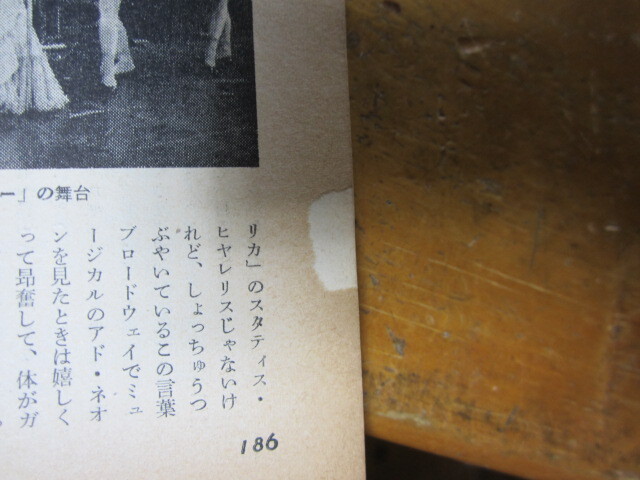 ー」の舞台
リカ」のスタティス・
ヒヤレリスじゃないけ
れど、しょっちゅうつ
ぶやいているこの言葉
ブロードウェイでミュ
ージカルのアド・ネオ
ンを見たときは嬉しく
って昂奮して、体がガ
186